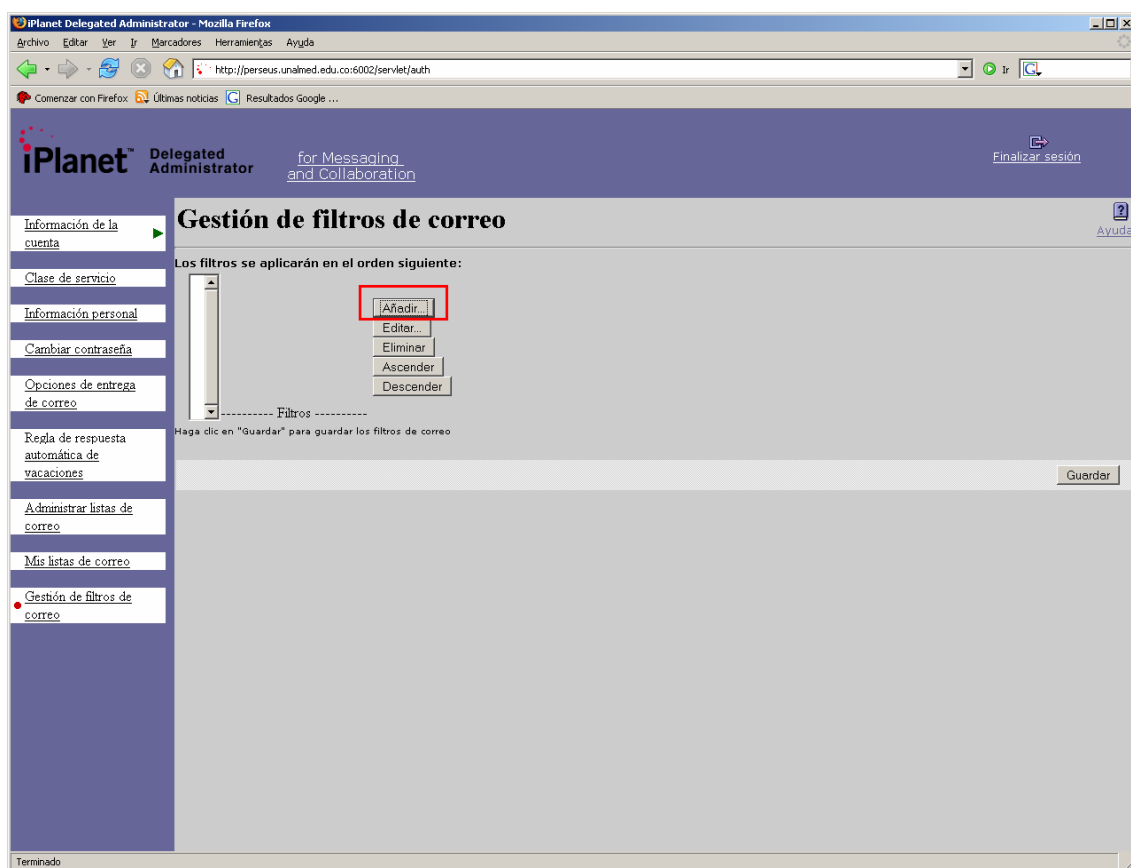 iPlanet Delegated Administrator - Mozilla Firefox
Archivo Editar Ver Ir Marcadores Herramientas Ayuda
http://perseus.unalmed.edu.co:6002/servlet/auth Ir
Comenzar con Firefox Últimas noticias Resultados Google ...
iPlanet™ Delegated Administrator
for Messaging
and Collaboration
Finalizar sesión
Información de la
cuenta
Clase de servicio
Información personal
Cambiar contraseña
Opciones de entrega
de correo
Regla de respuesta
automática de
vacaciones
Administrar listas de
correo
Mis listas de correo
Gestión de filtros de
correo
Gestión de filtros de correo
Ayuda
Los filtros se aplicarán en el orden siguiente:
Añadir...
Editar...
Eliminar
Ascender
Descender
---------- Filtros ----------
Haga clic en "Guardar" para guardar los filtros de correo
Guardar
Terminado